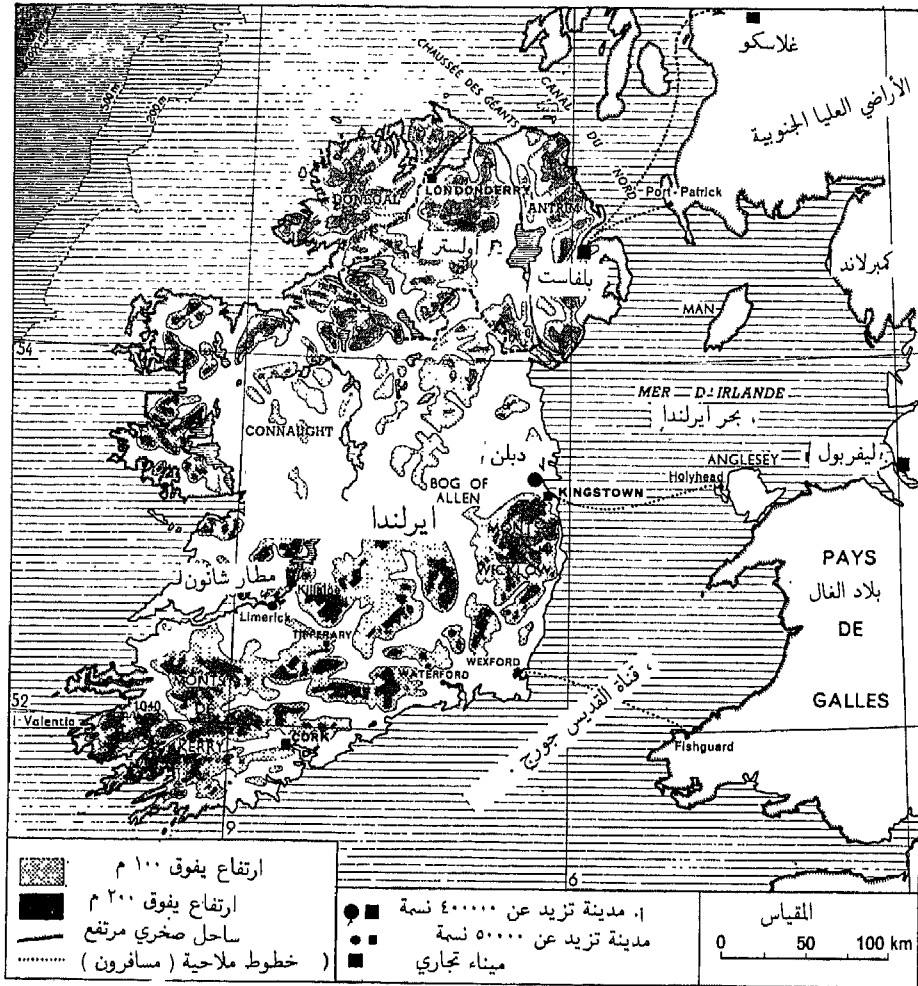 غلاسكو
الأراضي العليا الجنوبية
500 m
200 m
CHAUSSÉE DES GÉANTS
CANAL DU NORD
LONDONDERRY
DONEGAL
ANTRIM
Port-Patrick
اولستر
بلفاست
كمبرلاند
MAN
54
MER D'IRLANDE
بحر ايرلندا
CONNAUGHT
دبلن
ANGLESEY
ليفربول
Holyhead
BOG OF
ALLEN
KINGSTOWN
ايرلندا
WICKLOW
PAYS
بلاد الغال
DE
GALLES
مطار شانون
Limerick
TIPPERARY
WEXFORD
WATERFORD
قناة القديس جورج
52
MONTS
DE
KERRY
1040
I. Valentia
CORK
Fishguard
9
6
ارتفاع يفوق ١٠٠ م
ارتفاع يفوق ٢٠٠ م
ساحل صخري مرتفع
خطوط ملاحية ( مسافرون )
١. مدينة تزيد عن ٤٠٠٠٠٠ نسمة
مدينة تزيد عن ٥٠٠٠٠ نسمة
ميناء تجاري
المقياس
0 50 100 km